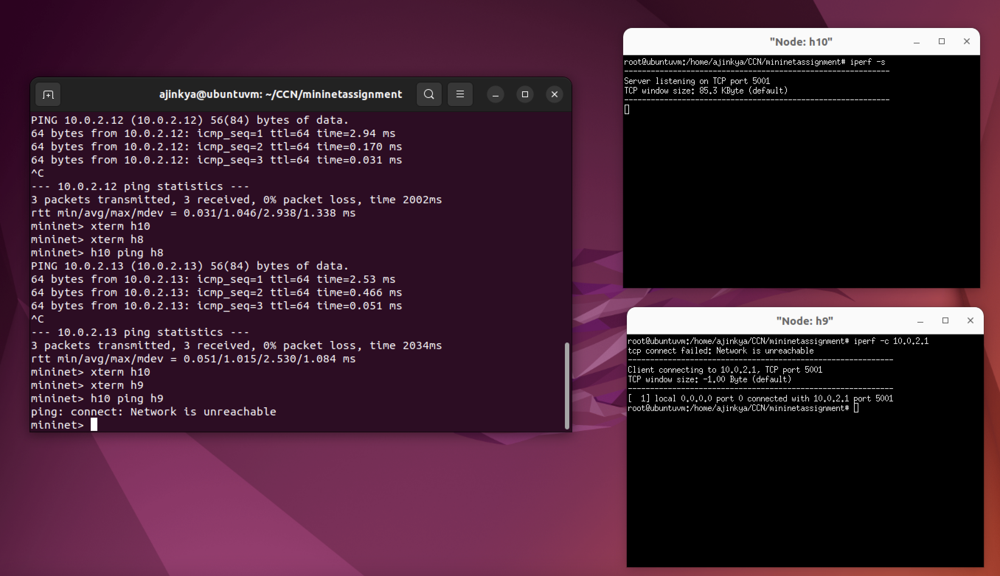 ajinkya@ubuntuvm: ~/CCN/mininetassignment
PING 10.0.2.12 (10.0.2.12) 56(84) bytes of data.
64 bytes from 10.0.2.12: icmp_seq=1 ttl=64 time=2.94 ms
64 bytes from 10.0.2.12: icmp_seq=2 ttl=64 time=0.170 ms
64 bytes from 10.0.2.12: icmp_seq=3 ttl=64 time=0.031 ms
^C
--- 10.0.2.12 ping statistics ---
3 packets transmitted, 3 received, 0% packet loss, time 2002ms
rtt min/avg/max/mdev = 0.031/1.046/2.938/1.338 ms
mininet> xterm h10
mininet> xterm h8
mininet> h10 ping h8
PING 10.0.2.13 (10.0.2.13) 56(84) bytes of data.
64 bytes from 10.0.2.13: icmp_seq=1 ttl=64 time=2.53 ms
64 bytes from 10.0.2.13: icmp_seq=2 ttl=64 time=0.466 ms
64 bytes from 10.0.2.13: icmp_seq=3 ttl=64 time=0.051 ms
^C
--- 10.0.2.13 ping statistics ---
3 packets transmitted, 3 received, 0% packet loss, time 2034ms
rtt min/avg/max/mdev = 0.051/1.015/2.530/1.084 ms
mininet> xterm h10
mininet> xterm h9
mininet> h10 ping h9
ping: connect: Network is unreachable
mininet>
"Node: h10"
root@ubuntuvm:/home/ajinkya/CCN/mininetassignment# iperf -s
------------------------------------------------------------
Server listening on TCP port 5001
TCP window size: 85.3 KByte (default)
------------------------------------------------------------
"Node: h9"
root@ubuntuvm:/home/ajinkya/CCN/mininetassignment# iperf -c 10.0.2.1
tcp connect failed: Network is unreachable
------------------------------------------------------------
Client connecting to 10.0.2.1, TCP port 5001
TCP window size: -1.00 Byte (default)
------------------------------------------------------------
[  1] local 0.0.0.0 port 0 connected with 10.0.2.1 port 5001
root@ubuntuvm:/home/ajinkya/CCN/mininetassignment#